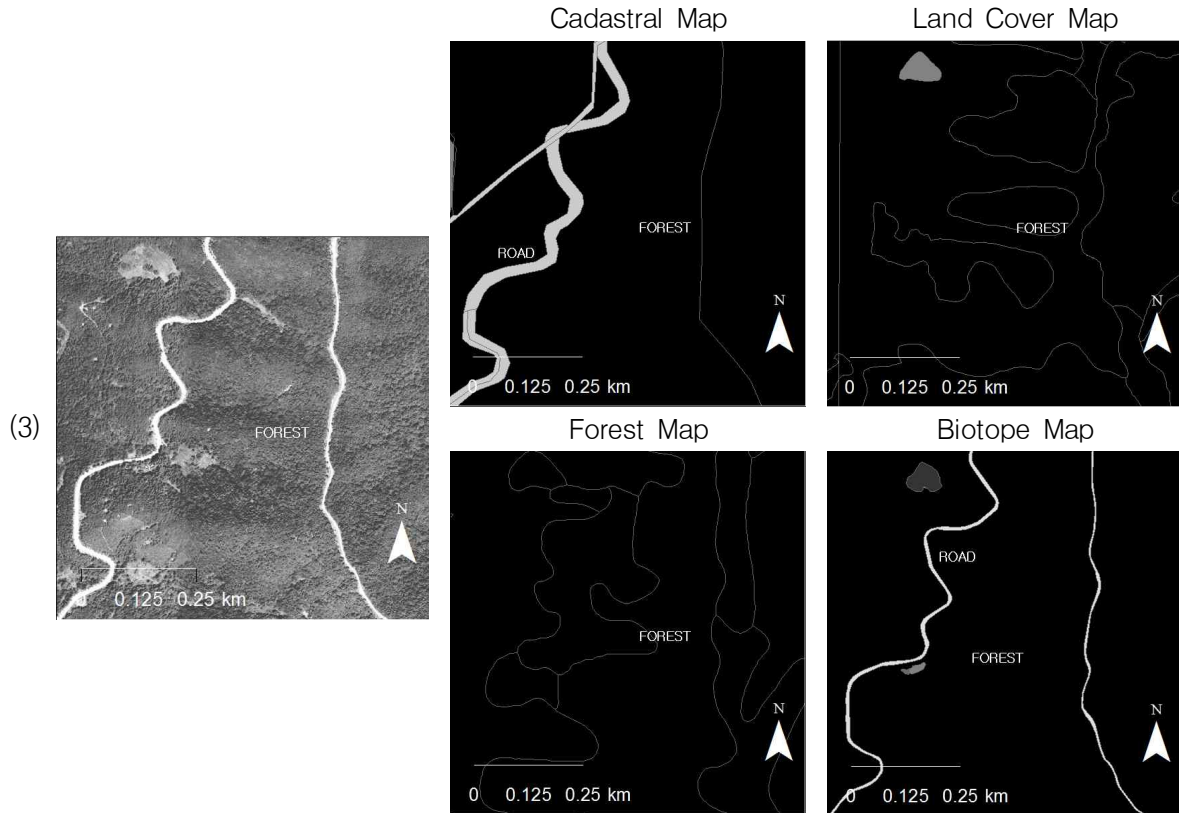 (3)
FOREST
N
0 0.125 0.25 km
Cadastral Map
ROAD
FOREST
N
0 0.125 0.25 km
Land Cover Map
FOREST
N
0 0.125 0.25 km
Forest Map
FOREST
N
0 0.125 0.25 km
Biotope Map
ROAD
FOREST
N
0 0.125 0.25 km